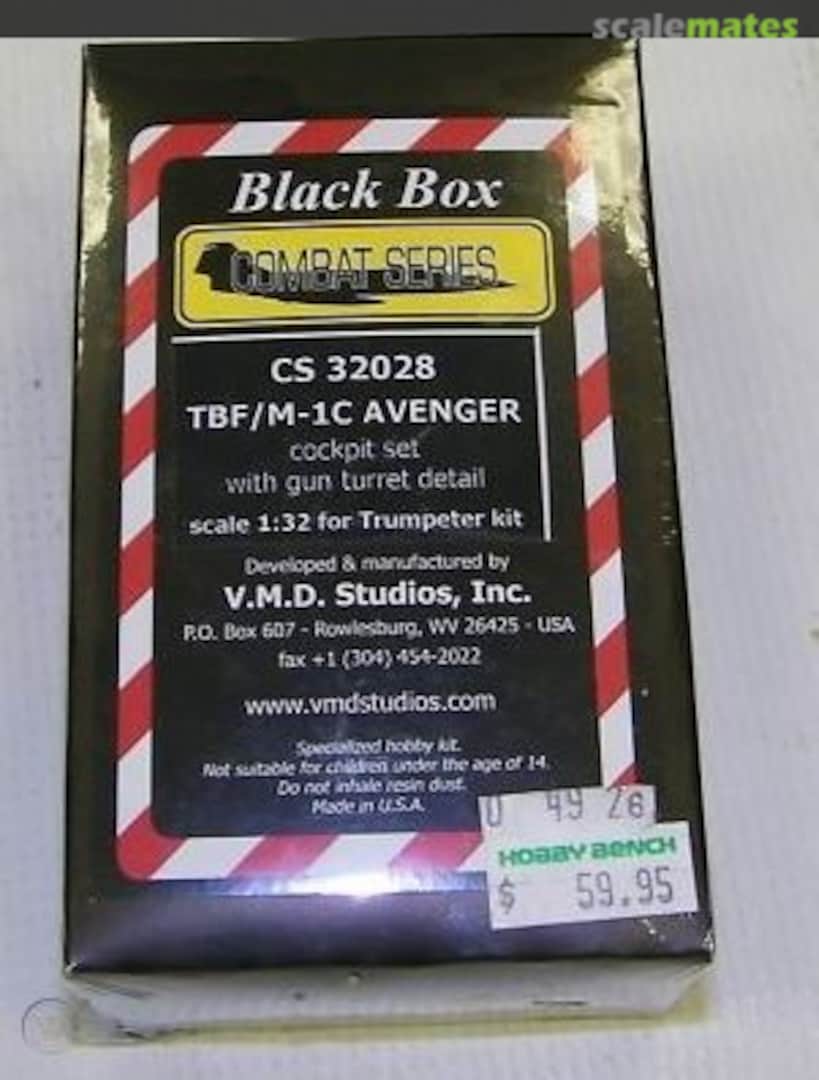 scalemates
Black Box
COMBAT SERIES
CS 32028
TBF/M-1C AVENGER
cockpit set
with gun turret detail
scale 1:32 for Trumpeter kit
Developed & manufactured by
V.M.D. Studios, Inc.
P.O. Box 607 - Rowlesburg, WV 26425 - USA
fax +1 (304) 454-2022
www.vmdstudios.com
Specialized hobby kit.
Not suitable for children under the age of 14.
Do not inhale resin dust.
Made in U.S.A.
HOBBY BENCH
$ 59.95